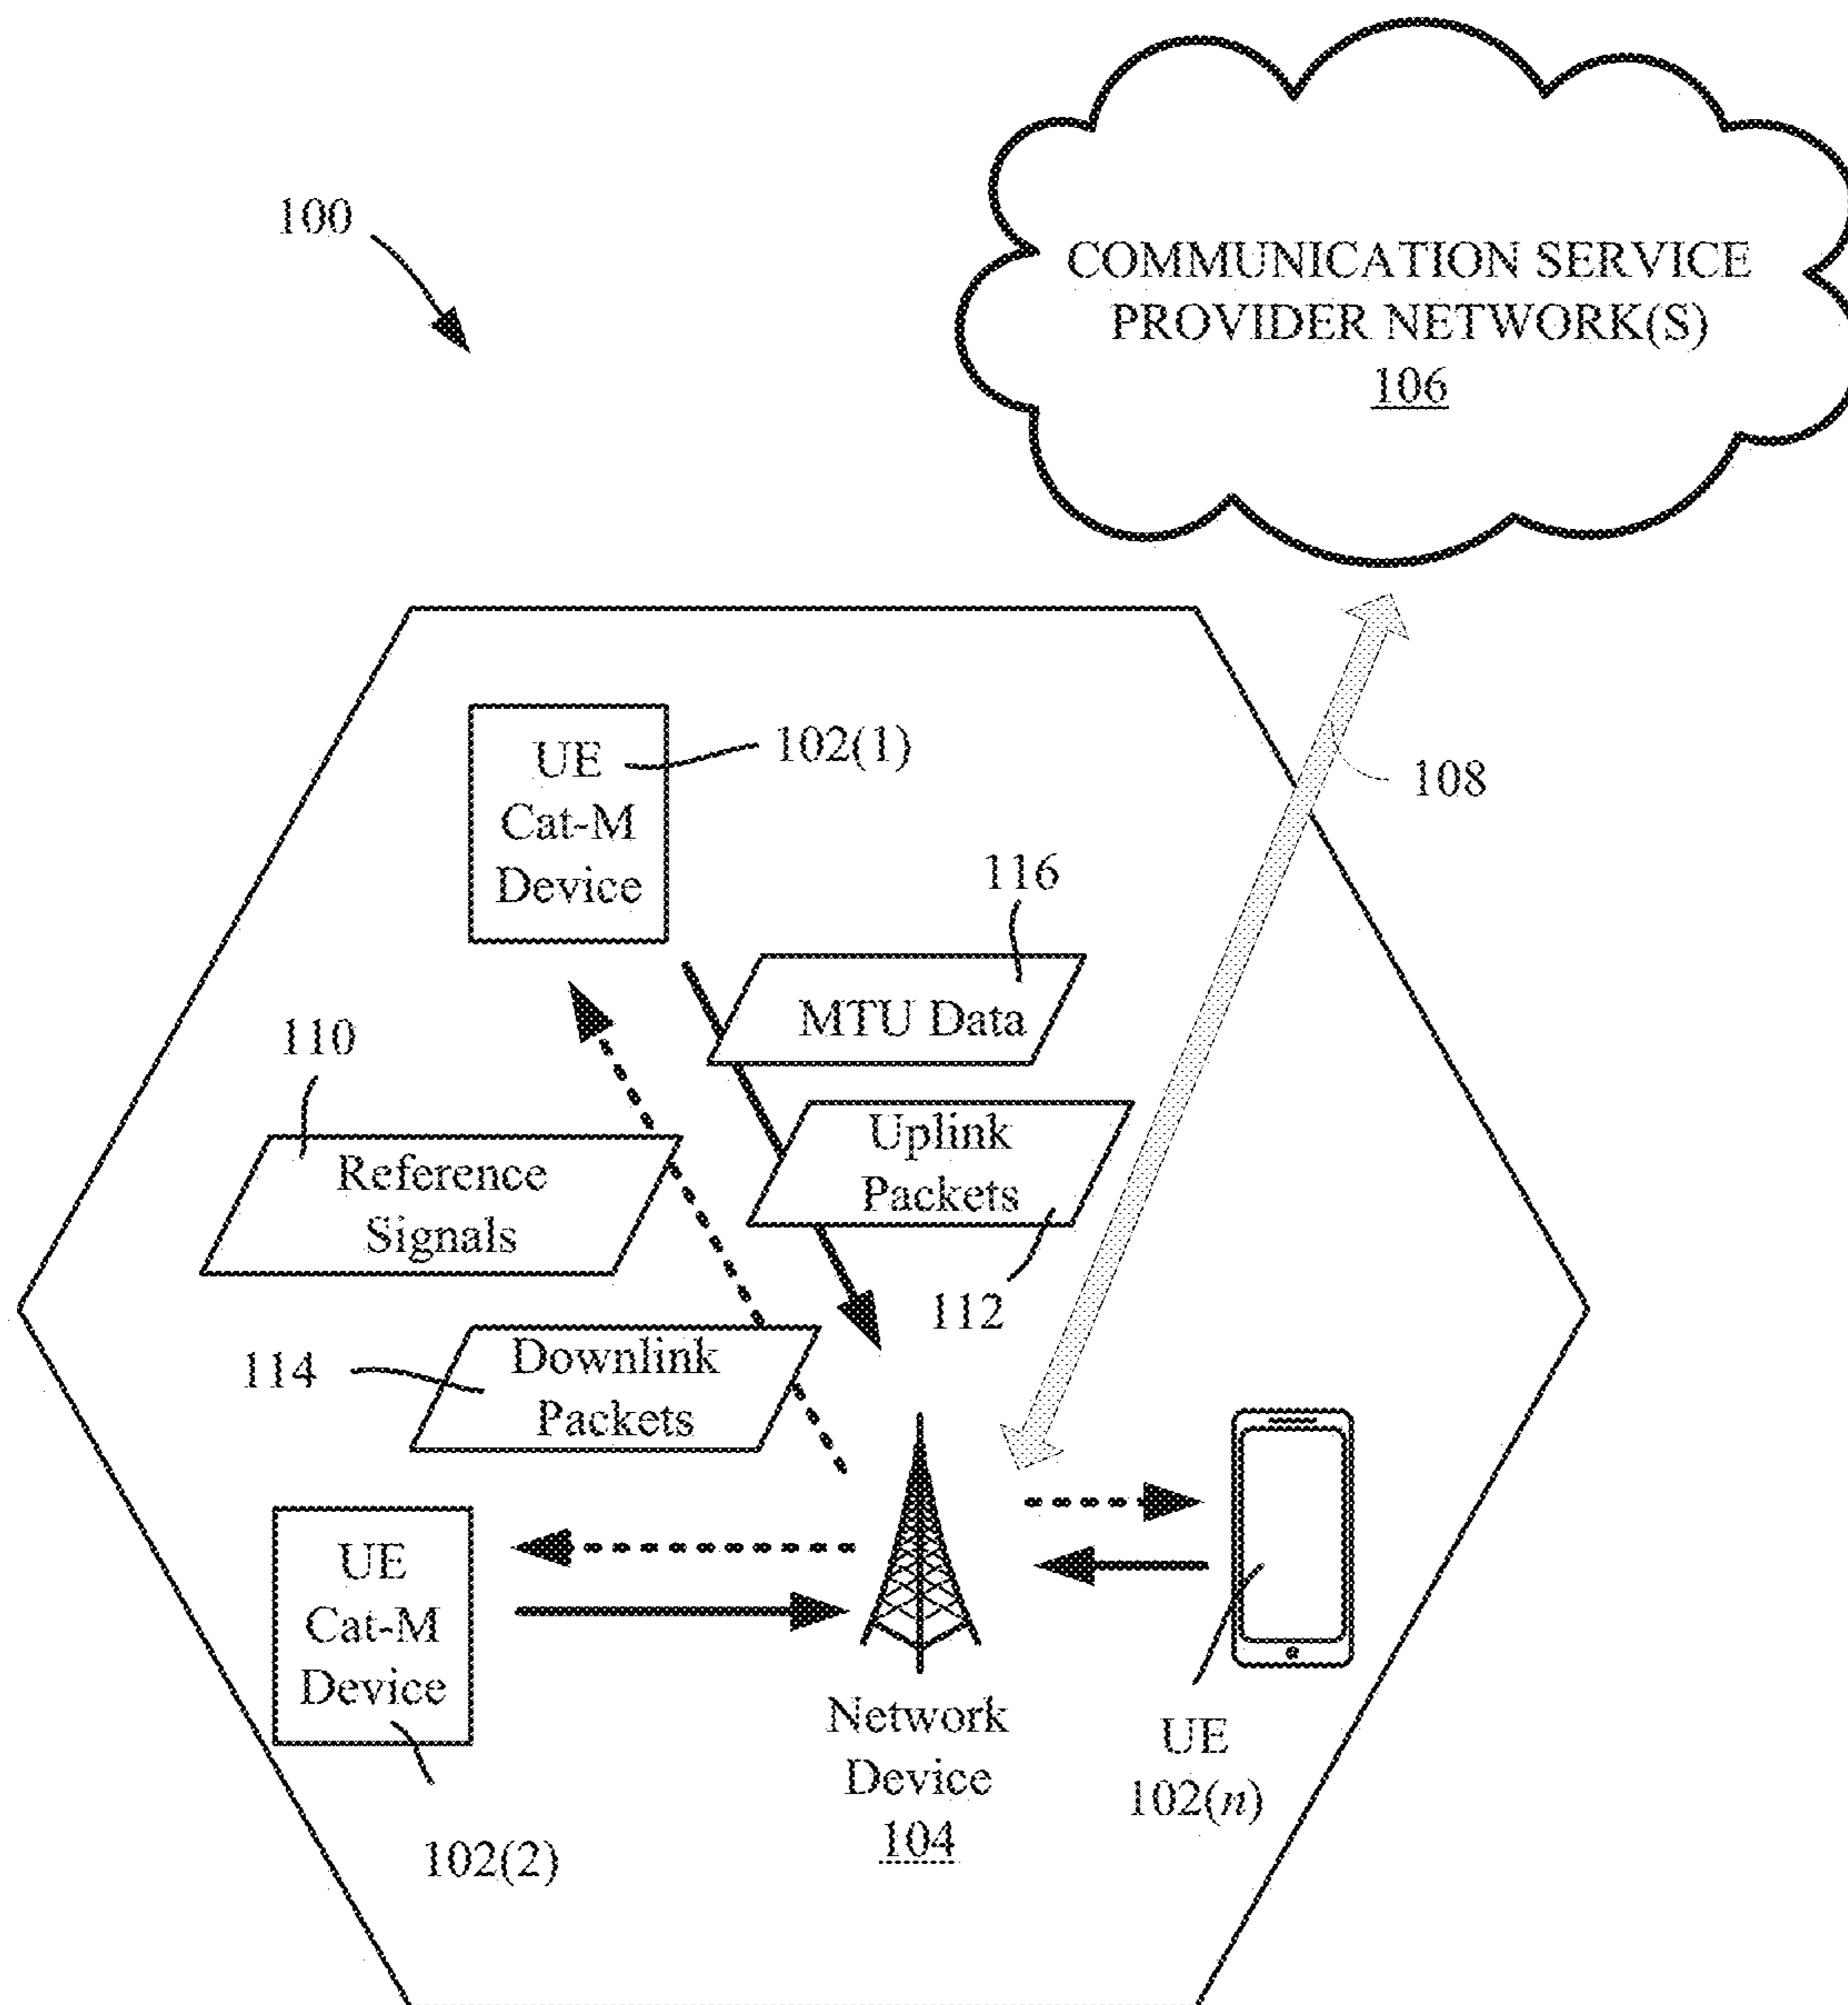 100
COMMUNICATION SERVICE
PROVIDER NETWORK(S)
106
UE
Cat-M
Device
102(1)
108
116
MTU Data
110
Reference
Signals
Uplink
Packets
112
114
Downlink
Packets
UE
Cat-M
Device
102(2)
Network
Device
104
UE
102(n)